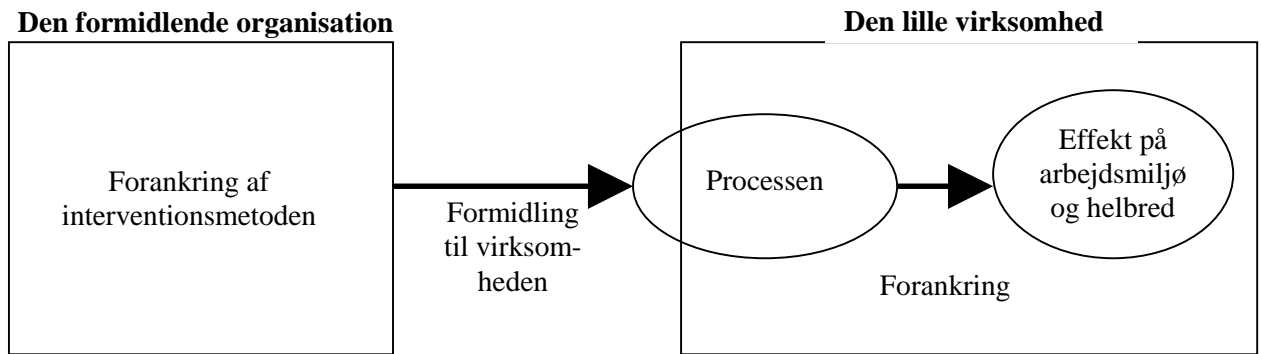 Den formidlende organisation
Den lille virksomhed
Forankring af
interventionsmetoden
Formidling
til virksom-
heden
Processen
Effekt på
arbejdsmiljø
og helbred
Forankring